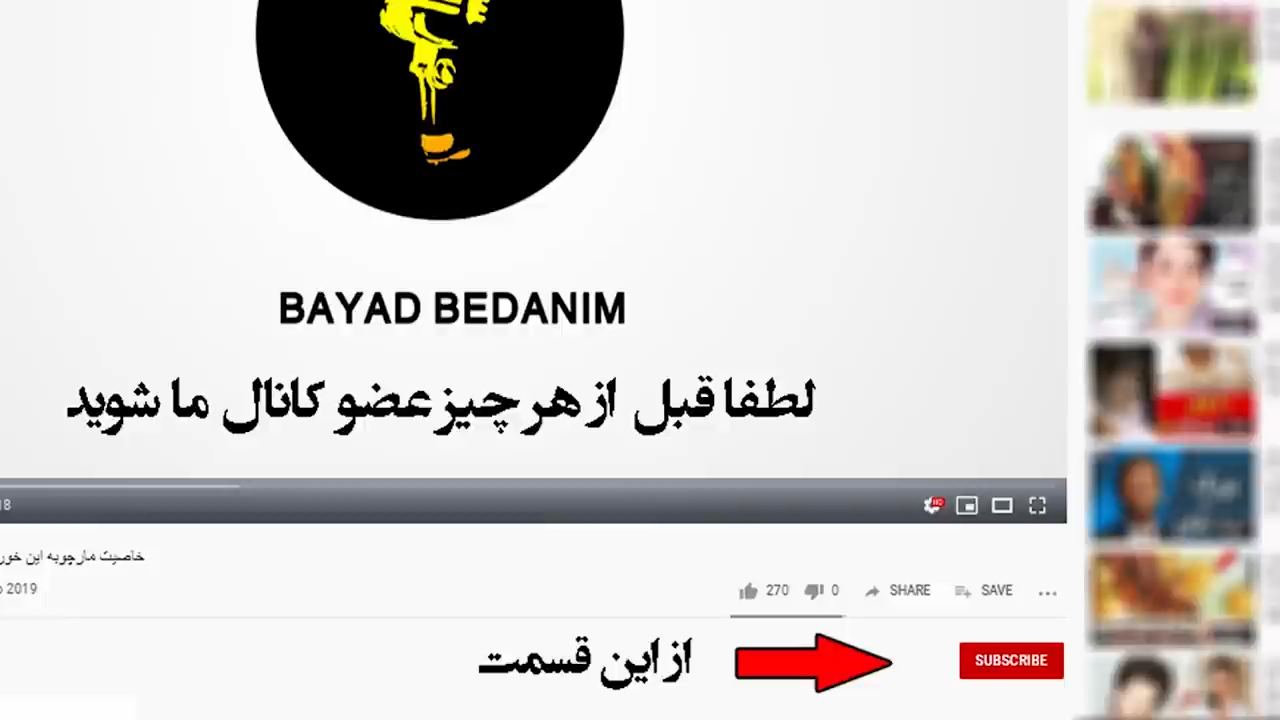 BAYAD BEDANIM
لطفا قبل از هر چیز عضو کانال ما شوید
18
خاصیت مارچوبه این
2019
270 0 SHARE SAVE
از این قسمت
SUBSCRIBE